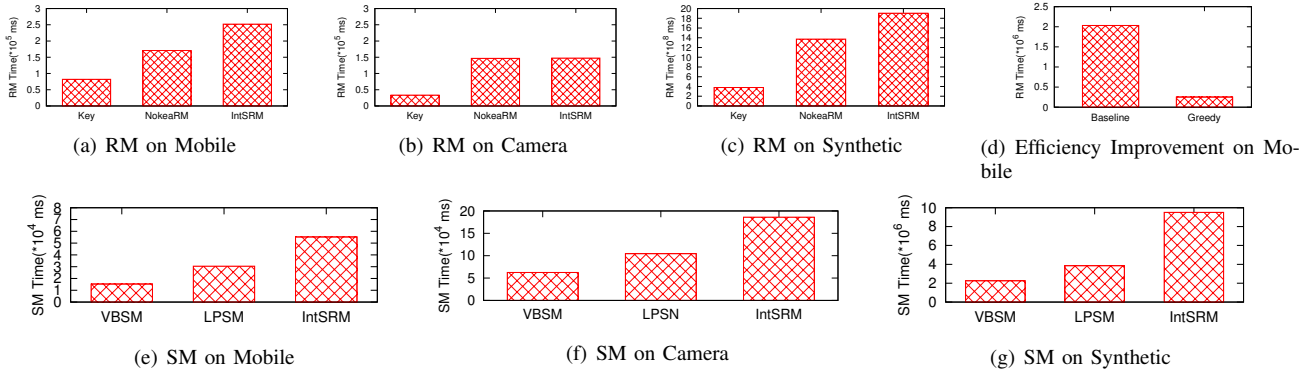 RM Time(*10^5 ms)
3
2.5
2
1.5
1
0.5
0
Key NokeaRM IntSRM
(a) RM on Mobile
RM Time(*10^5 ms)
3
2.5
2
1.5
1
0.5
0
Key NokeaRM IntSRM
(b) RM on Camera
RM Time(*10^8 ms)
20
18
16
14
12
10
8
6
4
2
0
Key NokeaRM IntSRM
(c) RM on Synthetic
RM Time(*10^6 ms)
2.5
2
1.5
1
0.5
0
Baseline Greedy
(d) Efficiency Improvement on Mo-
bile
SM Time(*10^4 ms)
8
7
6
5
4
3
2
1
0
VBSM LPSM IntSRM
(e) SM on Mobile
SM Time(*10^4 ms)
20
15
10
5
0
VBSM LPSN IntSRM
(f) SM on Camera
SM Time(*10^6 ms)
10
8
6
4
2
0
VBSM LPSM IntSRM
(g) SM on Synthetic